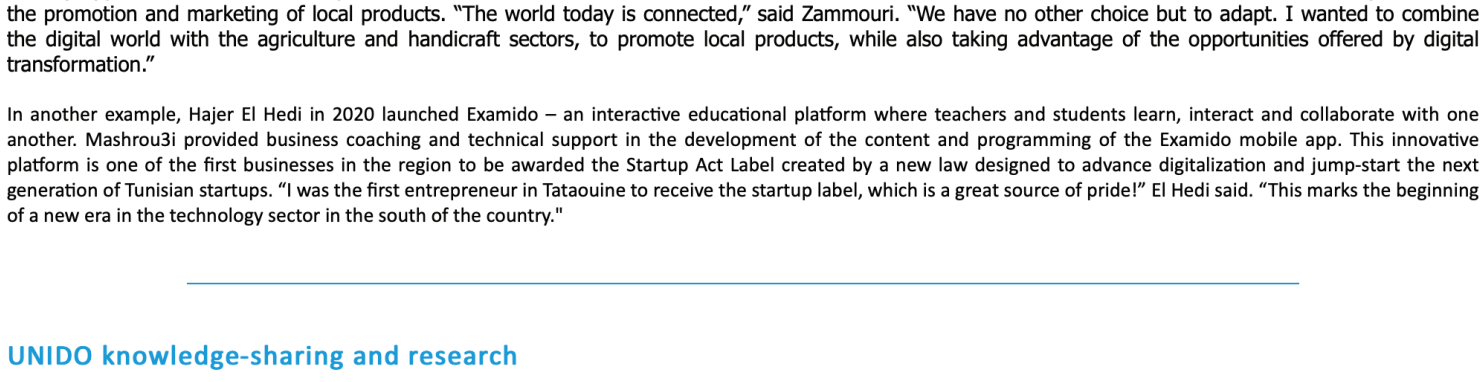 the promotion and marketing of local products. “The world today is connected,” said Zammouri. “We have no other choice but to adapt. I wanted to combine
the digital world with the agriculture and handicraft sectors, to promote local products, while also taking advantage of the opportunities offered by digital
transformation.”
In another example, Hajer El Hedi in 2020 launched Examido – an interactive educational platform where teachers and students learn, interact and collaborate with one
another. Mashrou3i provided business coaching and technical support in the development of the content and programming of the Examido mobile app. This innovative
platform is one of the first businesses in the region to be awarded the Startup Act Label created by a new law designed to advance digitalization and jump-start the next
generation of Tunisian startups. “I was the first entrepreneur in Tataouine to receive the startup label, which is a great source of pride!” El Hedi said. “This marks the beginning
of a new era in the technology sector in the south of the country."
UNIDO knowledge-sharing and research